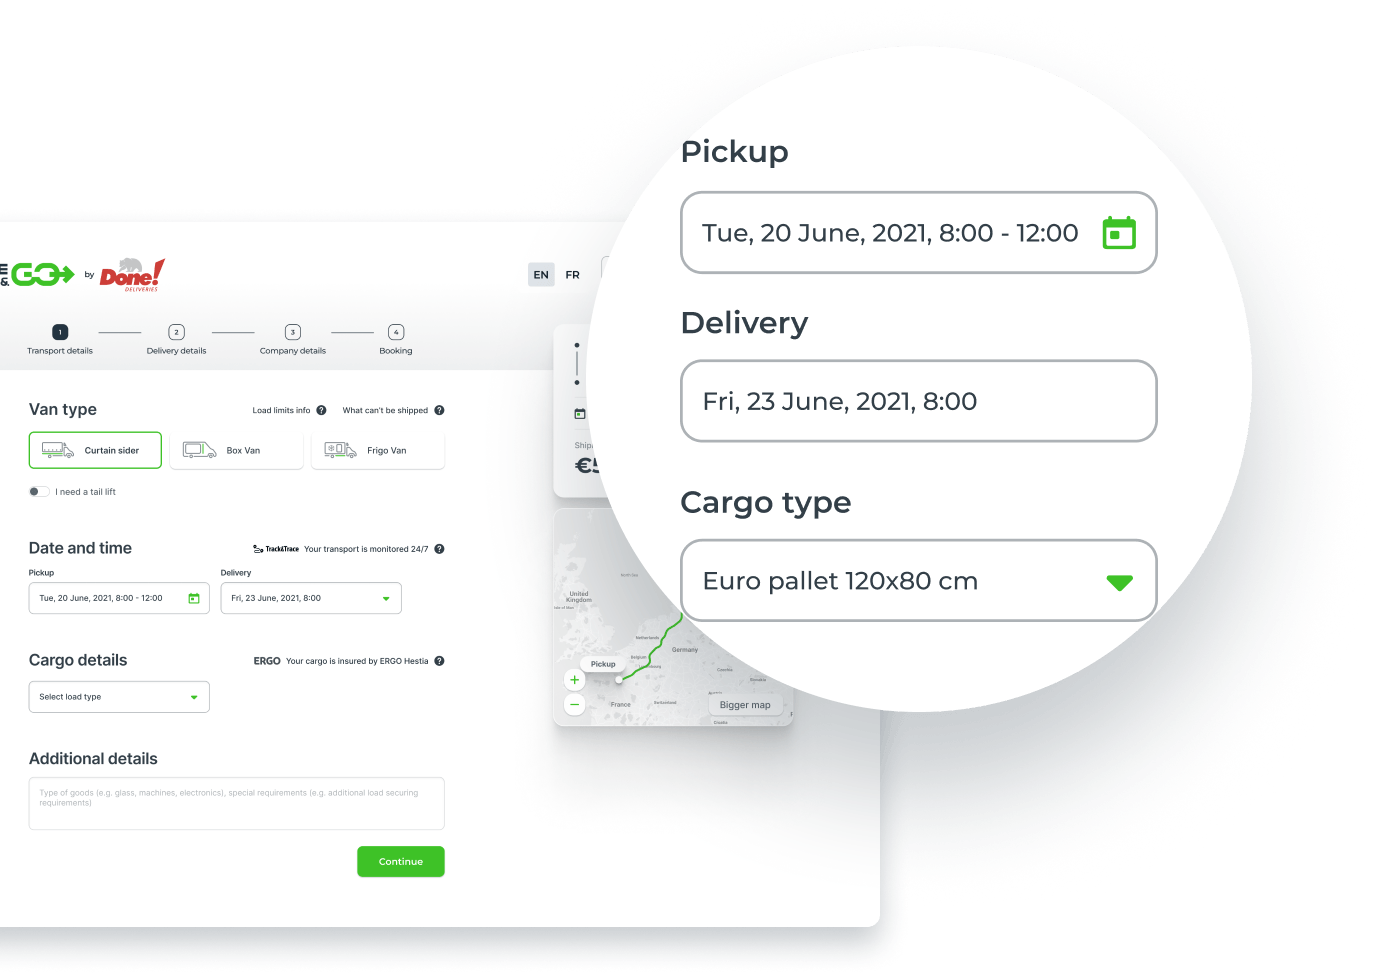 Pickup
Tue, 20 June, 2021, 8:00 - 12:00
Delivery
Fri, 23 June, 2021, 8:00
Cargo type
Euro pallet 120x80 cm
E
&
GO
by
Done!
DELIVERIES
EN
FR
1
2
3
4
Transport details
Delivery details
Company details
Booking
Van type
Load limits info ?
What can't be shipped ?
Curtain sider
Box Van
Frigo Van
I need a tail lift
Date and time
Track&Trace
Your transport is monitored 24/7 ?
Pickup
Delivery
Tue, 20 June, 2021, 8:00 - 12:00
Fri, 23 June, 2021, 8:00
Cargo details
ERGO
Your cargo is insured by ERGO Hestia ?
Select load type
Additional details
Type of goods (e.g. glass, machines, electronics), special requirements (e.g. additional load securing
requirements)
Continue
Ship
€5
North Sea
United
Kingdom
Isle of Man
Netherlands
Belgium
Germany
Luxembourg
Pickup
Czechia
Slovakia
France
Switzerland
Austria
Croatia
+
−
Bigger map